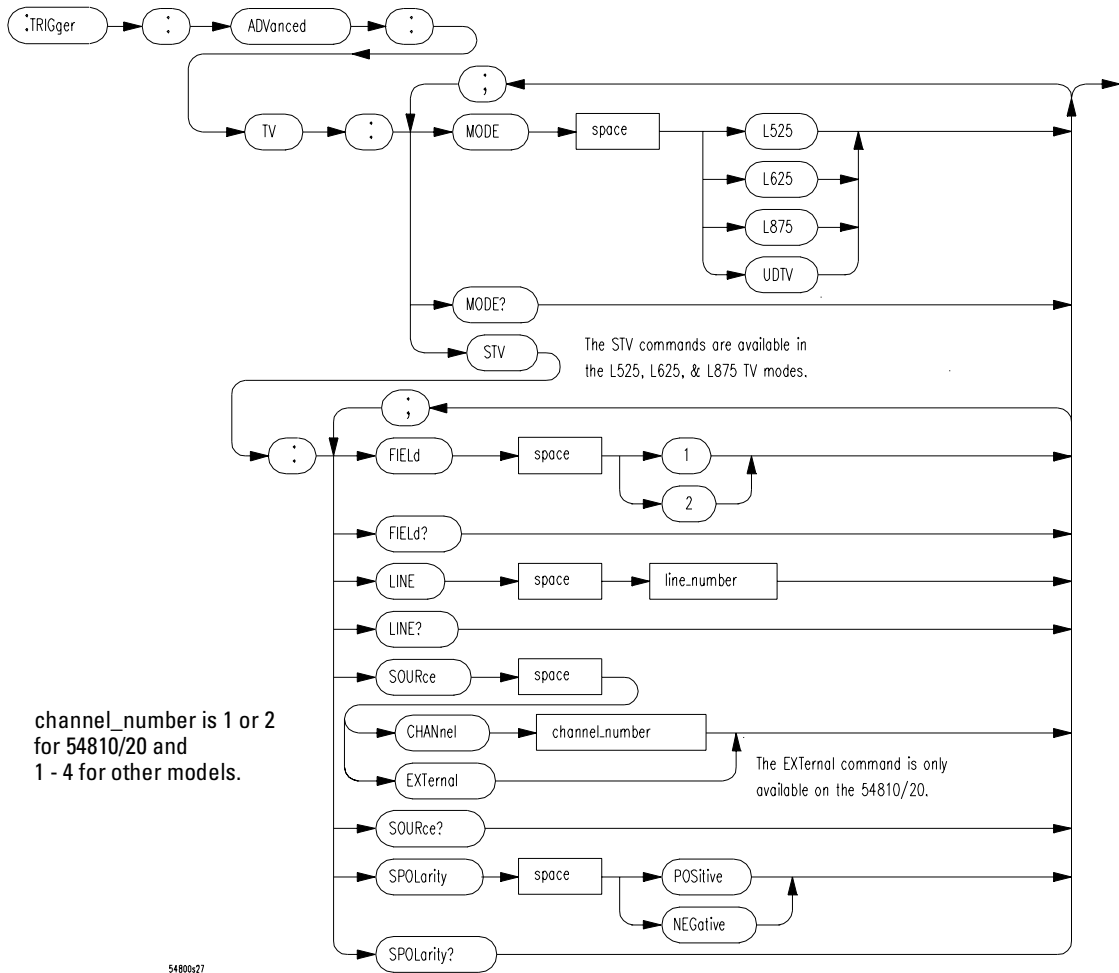 :TRIGger : ADVanced :
;
TV : MODE space L525
L625
L875
UDTV
MODE?
STV
The STV commands are available in
the L525, L625, & L875 TV modes.
;
: FIELd space 1
2
FIELd?
LINE space line_number
LINE?
SOURce space
channel_number is 1 or 2
for 54810/20 and
1 - 4 for other models.
CHANnel channel_number
EXTernal
The EXTernal command is only
available on the 54810/20.
SOURce?
SPOLarity space POSitive
NEGative
SPOLarity?
54800s27